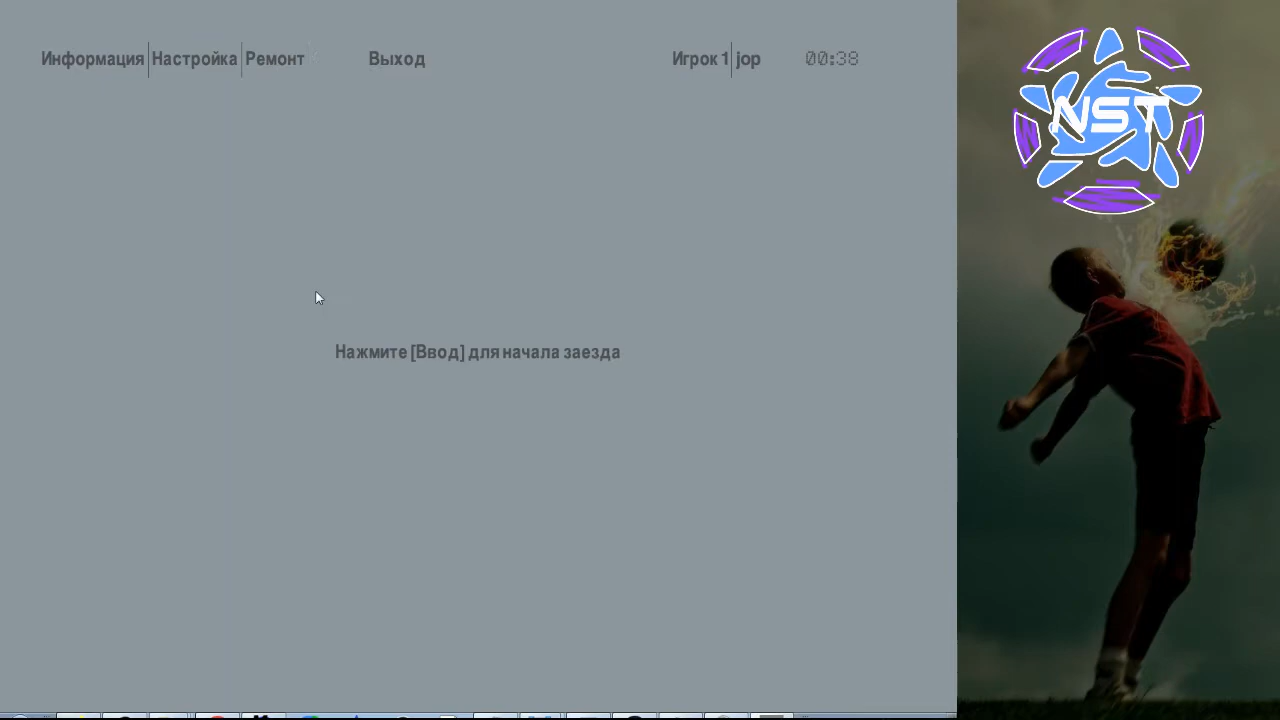 Информация Настройка Ремонт Выход Игрок 1 jop 00:38
NST
Нажмите [Ввод] для начала заезда